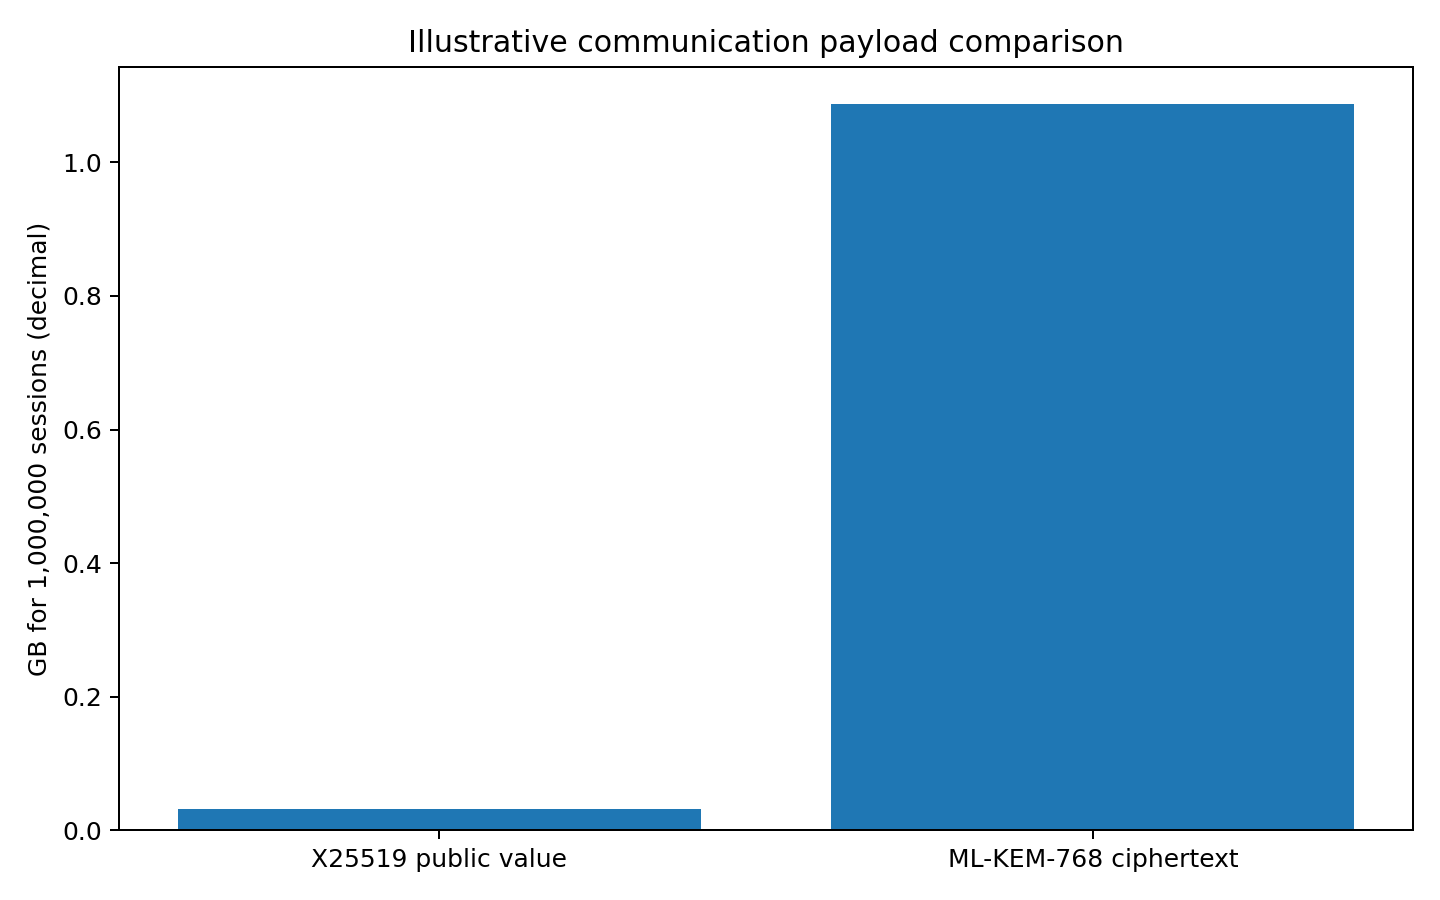 Illustrative communication payload comparison
GB for 1,000,000 sessions (decimal)
1.0
0.8
0.6
0.4
0.2
0.0
X25519 public value
ML-KEM-768 ciphertext